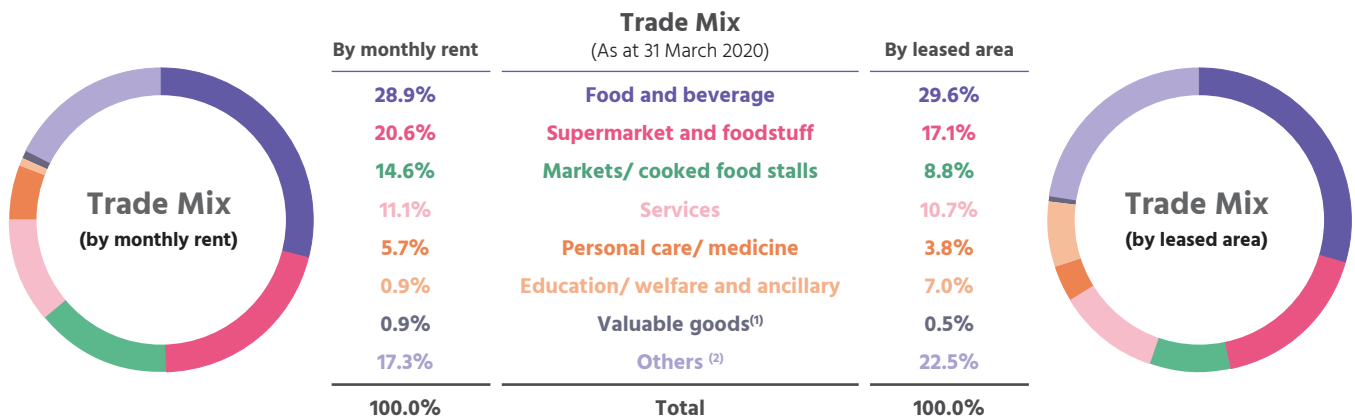 Trade Mix
(by monthly rent)
Trade Mix
By monthly rent (As at 31 March 2020) By leased area
28.9% Food and beverage 29.6%
20.6% Supermarket and foodstuff 17.1%
14.6% Markets/ cooked food stalls 8.8%
11.1% Services 10.7%
5.7% Personal care/ medicine 3.8%
0.9% Education/ welfare and ancillary 7.0%
0.9% Valuable goods(1) 0.5%
17.3% Others (2) 22.5%
100.0% Total 100.0%
Trade Mix
(by leased area)